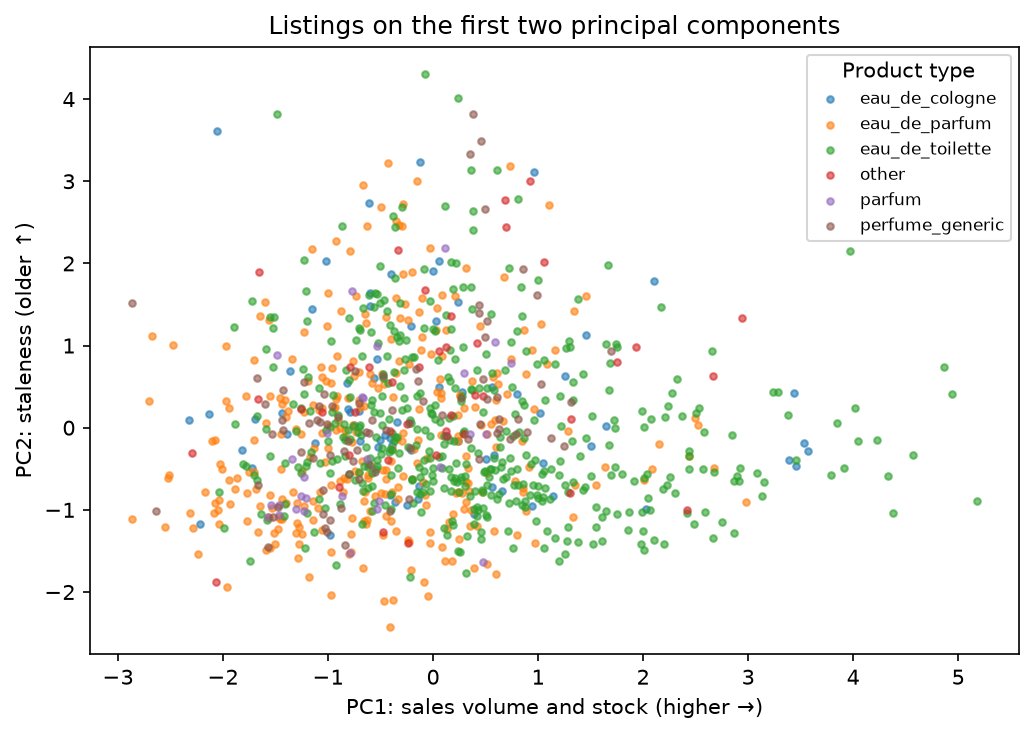 Listings on the first two principal components
Product type
eau_de_cologne
eau_de_parfum
eau_de_toilette
other
parfum
perfume_generic
PC2: staleness (older ↑)
4
3
2
1
0
−1
−2
−3 −2 −1 0 1 2 3 4 5
PC1: sales volume and stock (higher →)